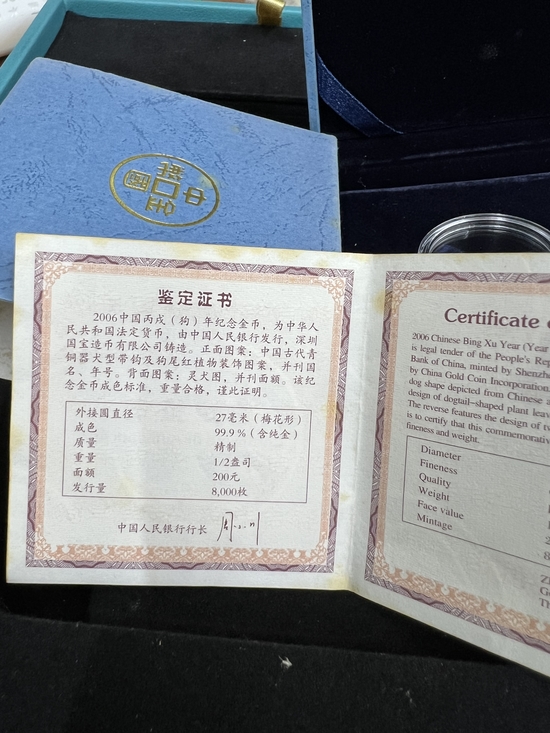 中国金币
鉴定证书
2006中国丙戌（狗）年纪念金币，为中华人
民共和国法定货币，由中国人民银行发行，深圳
国宝造币有限公司铸造。正面图案：中国古代青
铜器犬型带钩及狗尾红植物装饰图案，并刊国
名、年号。背面图案：灵犬图，并刊面额。该纪
念金币成色标准，重量合格，谨此证明。
外接圆直径 27毫米（梅花形）
成色 99.9%（含纯金）
质量 精制
重量 1/2盎司
面额 200元
发行量 8,000枚
中国人民银行行长
Certificate
2006 Chinese Bing Xu Year (Year
is legal tender of the People's Rep
Bank of China, minted by Shenzhe
by China Gold Coin Incorporation
dog shape depicted from Chinese
design of dogtail-shaped plant lea
The reverse features the design of tw
is to certify that this commemorativ
fineness and weight.
Diameter
Fineness
Quality
Weight
Face value
Mintage